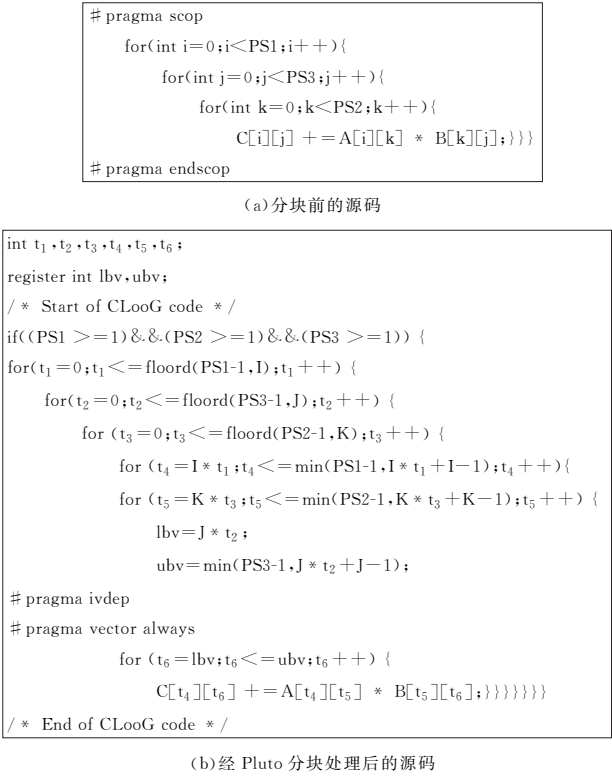 #pragma scop
for(int i=0;i<PS1;i++){
for(int j=0;j<PS3;j++){
for(int k=0;k<PS2;k++){
C[i][j] +=A[i][k] * B[k][j];}}}
#pragma endscop
(a)分块前的源码
int t₁,t₂,t₃,t₄,t₅,t₆;
register int lbv,ubv;
/* Start of CLooG code */
if((PS1 >=1)&&(PS2 >=1)&&(PS3 >=1)) {
for(t₁=0;t₁<=floord(PS1-1,I);t₁++) {
for(t₂=0;t₂<=floord(PS3-1,J);t₂++) {
for (t₃=0;t₃<=floord(PS2-1,K);t₃++) {
for (t₄=I*t₁;t₄<=min(PS1-1,I*t₁+I-1);t₄++){
for (t₅=K*t₃;t₅<=min(PS2-1,K*t₃+K-1);t₅++) {
lbv=J*t₂;
ubv=min(PS3-1,J*t₂+J-1);
#pragma ivdep
#pragma vector always
for (t₆=lbv;t₆<=ubv;t₆++) {
C[t₄][t₆] +=A[t₄][t₅] * B[t₅][t₆];}}}}}}}
/* End of CLooG code */
(b)经 Pluto 分块处理后的源码